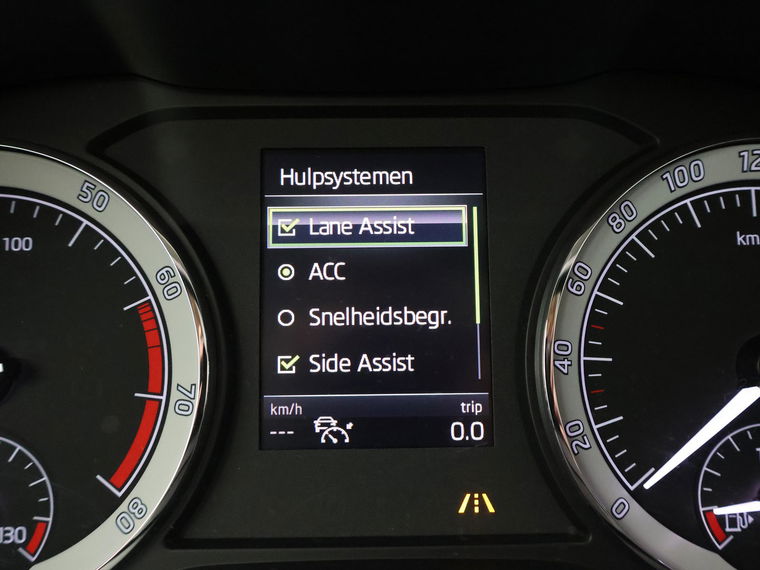 Hulpsystemen
Lane Assist
ACC
Snelheidsbegr.
Side Assist
km/h trip
--- 0.0
50
100
60
70
80
130
120
100
80
60
40
20
0